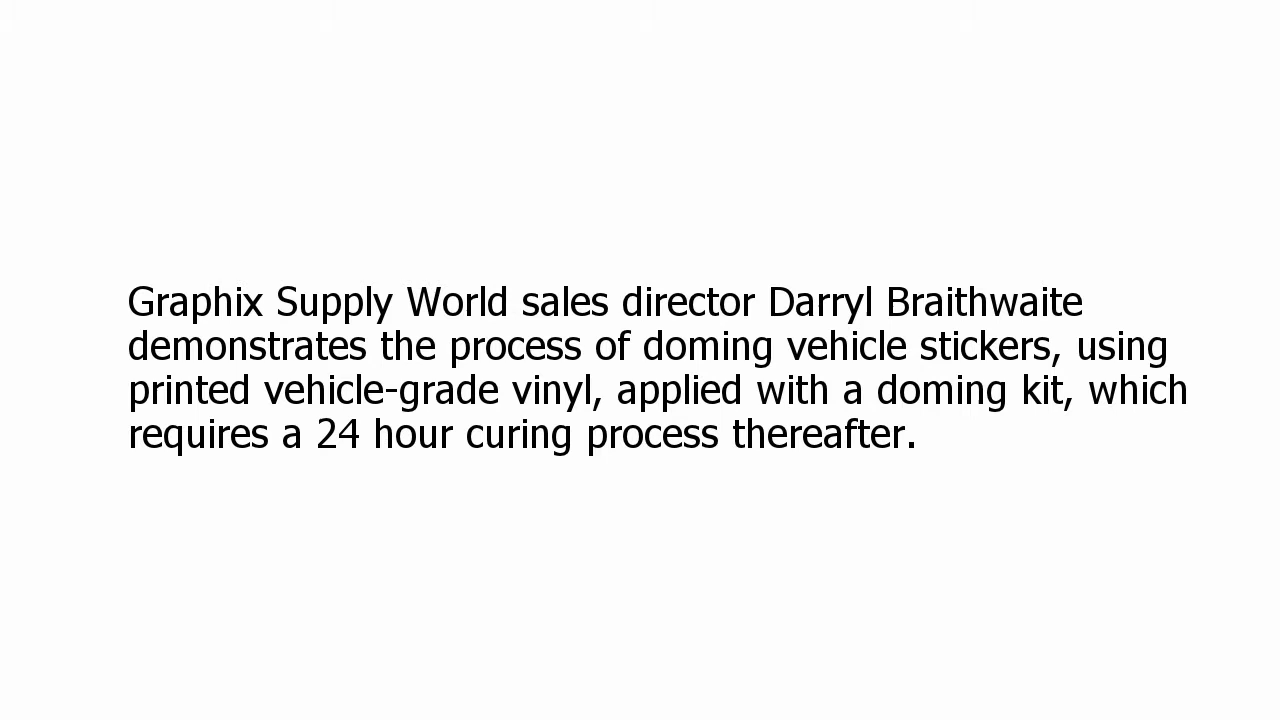 Graphix Supply World sales director Darryl Braithwaite
demonstrates the process of doming vehicle stickers, using
printed vehicle-grade vinyl, applied with a doming kit, which
requires a 24 hour curing process thereafter.